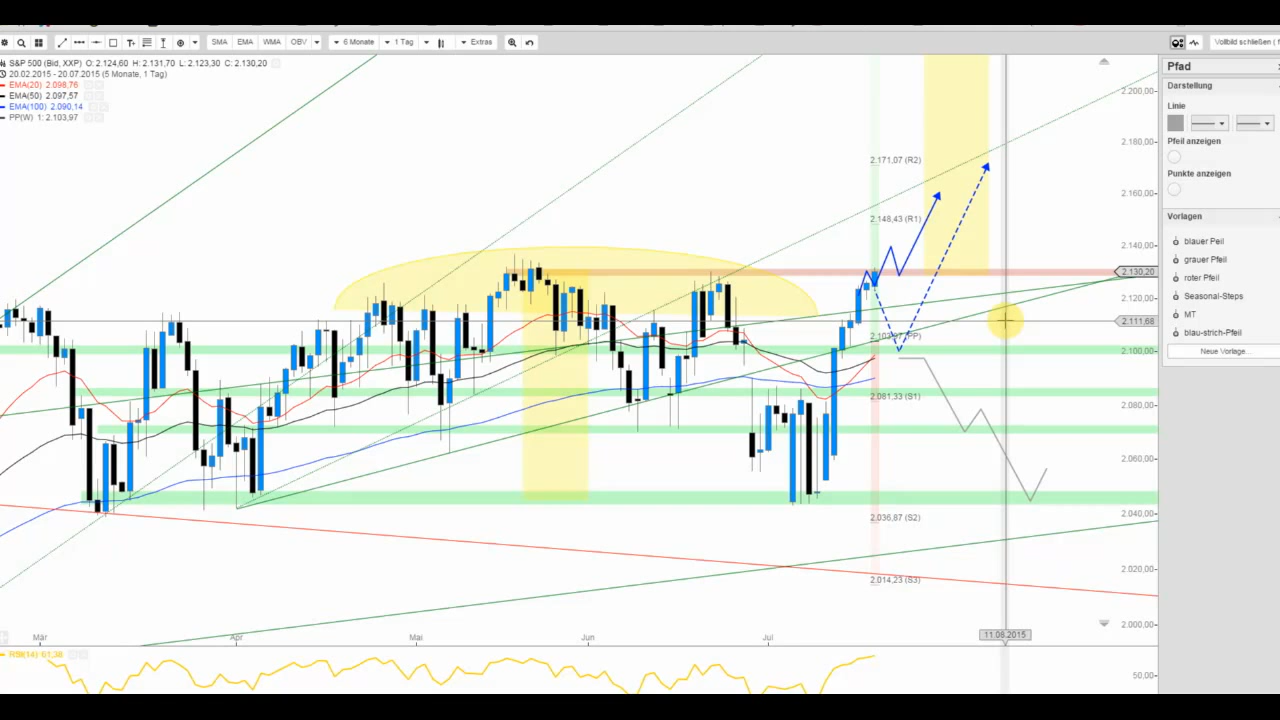 SMA EMA WMA OBV 6 Monate 1 Tag Extras Vollbild schließen ( f
S&P 500 (Bid, XXP) O: 2.124,60 H: 2.131,70 L: 2.123,30 C: 2.130,20
20.02.2015 - 20.07.2015 (5 Monate, 1 Tag)
EMA(20) 2.098,76
EMA(50) 2.097,57
EMA(100) 2.090,14
PP(W) 1: 2.103,97
2.171,07 (R2)
2.148,43 (R1)
PP)
2.081,33 (S1)
2.036,87 (S2)
2.014,23 (S3)
2.200,00
2.180,00
2.160,00
2.140,00
2.130,20
2.120,00
2.111,68
2.100,00
2.080,00
2.060,00
2.040,00
2.020,00
2.000,00
Mär Apr Mai Jun Jul 11.08.2015
RSI(14) 61,38
50.00
Pfad
Darstellung
Linie
Pfeil anzeigen
Punkte anzeigen
Vorlagen
blauer Peil
grauer Pfeil
roter Pfeil
Seasonal-Steps
MT
blau-strich-Pfeil
Neue Vorlage...